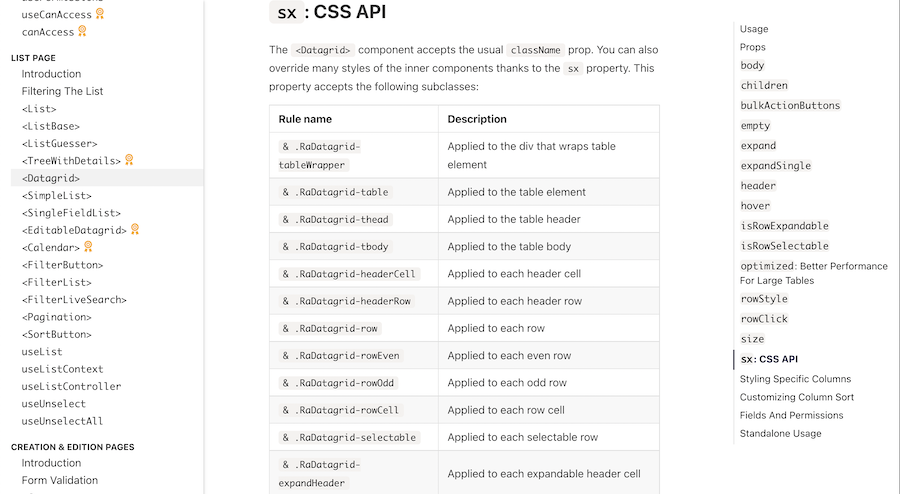 useCanAccess
canAccess
LIST PAGE
Introduction
Filtering The List
<List>
<ListBase>
<ListGuesser>
<TreeWithDetails>
<Datagrid>
<SimpleList>
<SingleFieldList>
<EditableDatagrid>
<Calendar>
<FilterButton>
<FilterList>
<FilterLiveSearch>
<Pagination>
<SortButton>
useList
useListContext
useListController
useUnselect
useUnselectAll
CREATION & EDITION PAGES
Introduction
Form Validation
sx: CSS API
The <Datagrid> component accepts the usual className prop. You can also
override many styles of the inner components thanks to the sx property. This
property accepts the following subclasses:
Rule name Description
& .RaDatagrid-
tableWrapper
Applied to the div that wraps table
element
& .RaDatagrid-table Applied to the table element
& .RaDatagrid-thead Applied to the table header
& .RaDatagrid-tbody Applied to the table body
& .RaDatagrid-headerCell Applied to each header cell
& .RaDatagrid-headerRow Applied to each header row
& .RaDatagrid-row Applied to each row
& .RaDatagrid-rowEven Applied to each even row
& .RaDatagrid-rowOdd Applied to each odd row
& .RaDatagrid-rowCell Applied to each row cell
& .RaDatagrid-selectable Applied to each selectable row
& .RaDatagrid-
expandHeader
Applied to each expandable header cell
Usage
Props
body
children
bulkActionButtons
empty
expand
expandSingle
header
hover
isRowExpandable
isRowSelectable
optimized: Better Performance
For Large Tables
rowStyle
rowClick
size
sx: CSS API
Styling Specific Columns
Customizing Column Sort
Fields And Permissions
Standalone Usage